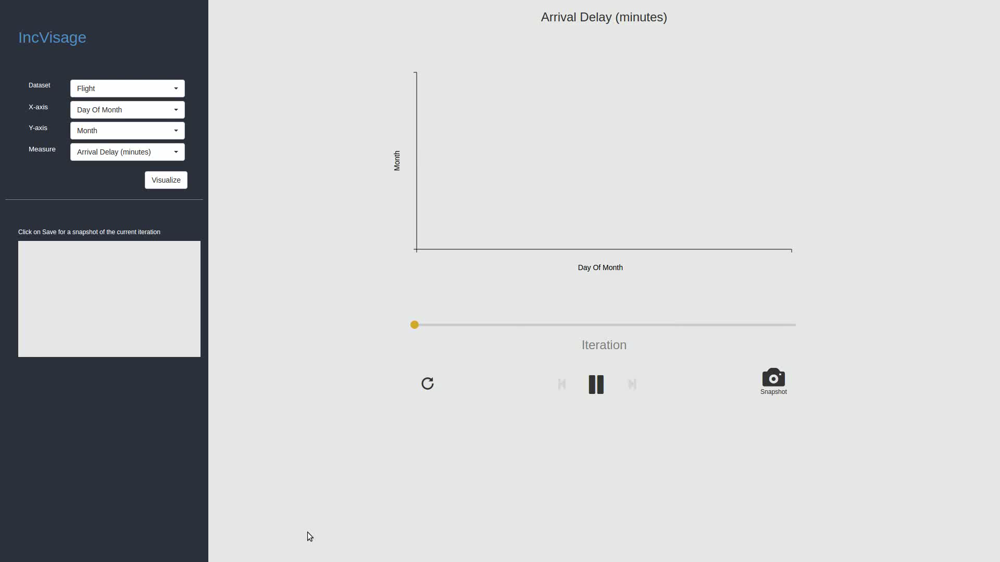 IncVisage
Dataset
Flight
X-axis
Day Of Month
Y-axis
Month
Measure
Arrival Delay (minutes)
Visualize
Click on Save for a snapshot of the current iteration
Arrival Delay (minutes)
Month
Day Of Month
Iteration
Snapshot